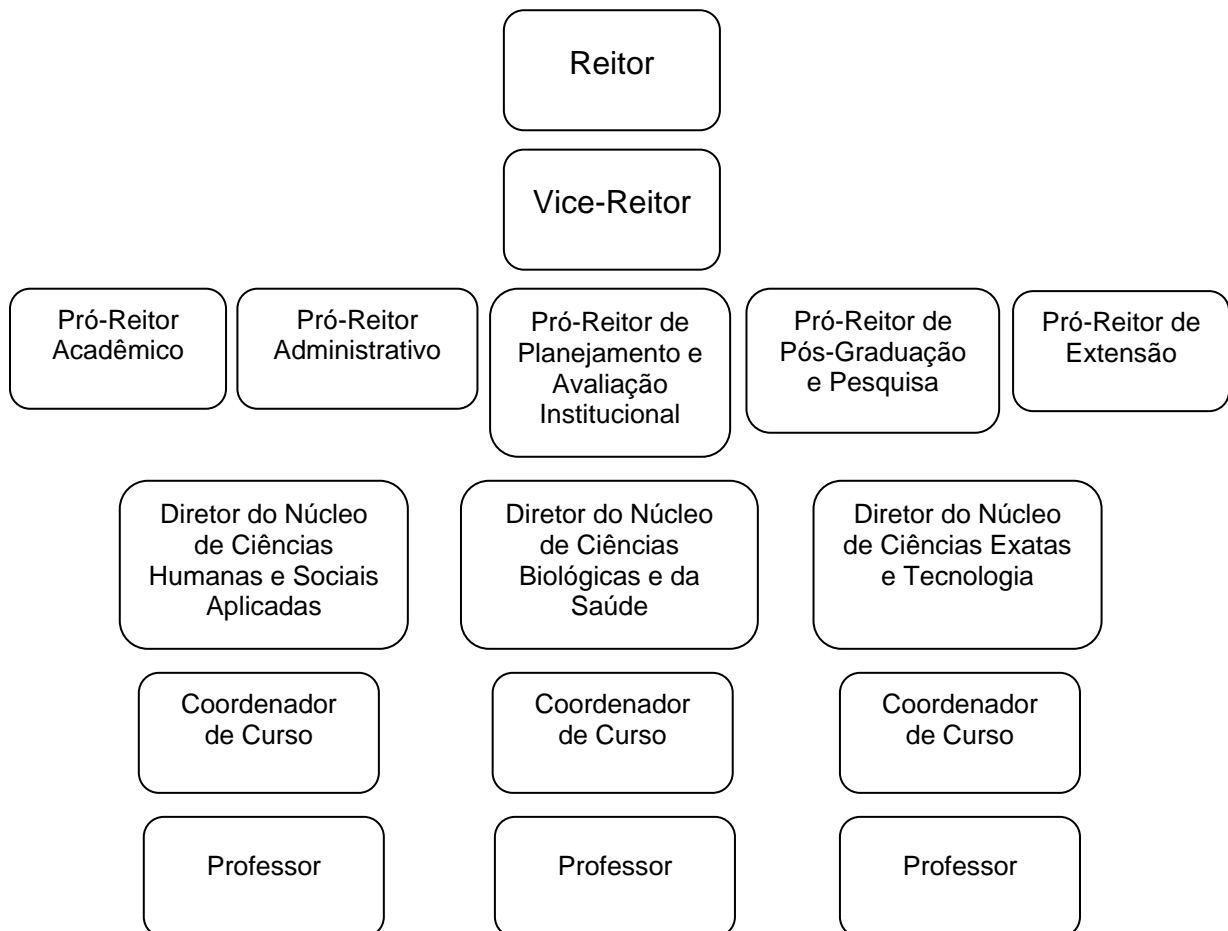 Reitor
Vice-Reitor
Pró-Reitor
Acadêmico
Pró-Reitor
Administrativo
Pró-Reitor de
Planejamento e
Avaliação
Institucional
Pró-Reitor de
Pós-Graduação
e Pesquisa
Pró-Reitor de
Extensão
Diretor do Núcleo
de Ciências
Humanas e Sociais
Aplicadas
Diretor do Núcleo
de Ciências
Biológicas e da
Saúde
Diretor do Núcleo
de Ciências Exatas
e Tecnologia
Coordenador
de Curso
Coordenador
de Curso
Coordenador
de Curso
Professor
Professor
Professor